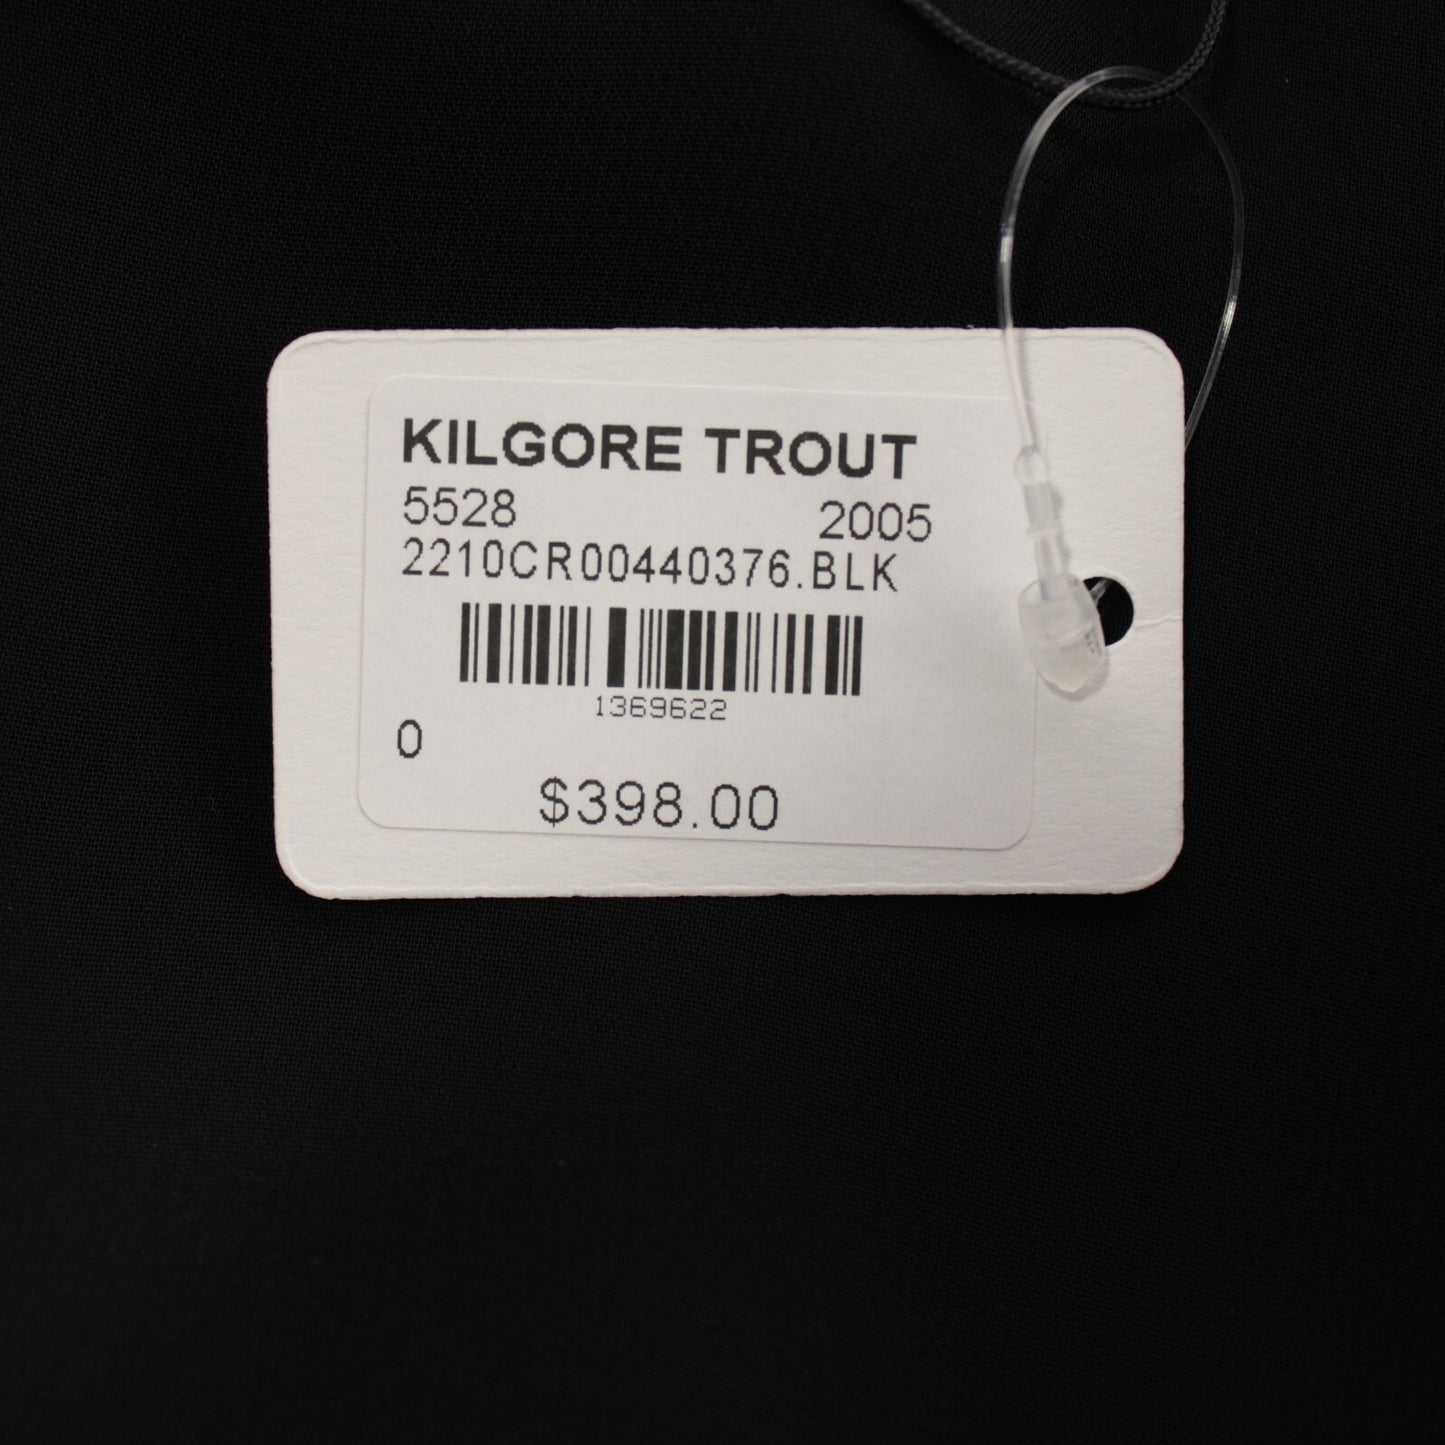 KILGORE TROUT
5528 2005
2210CR00440376.BLK
1369622
0
$398.00